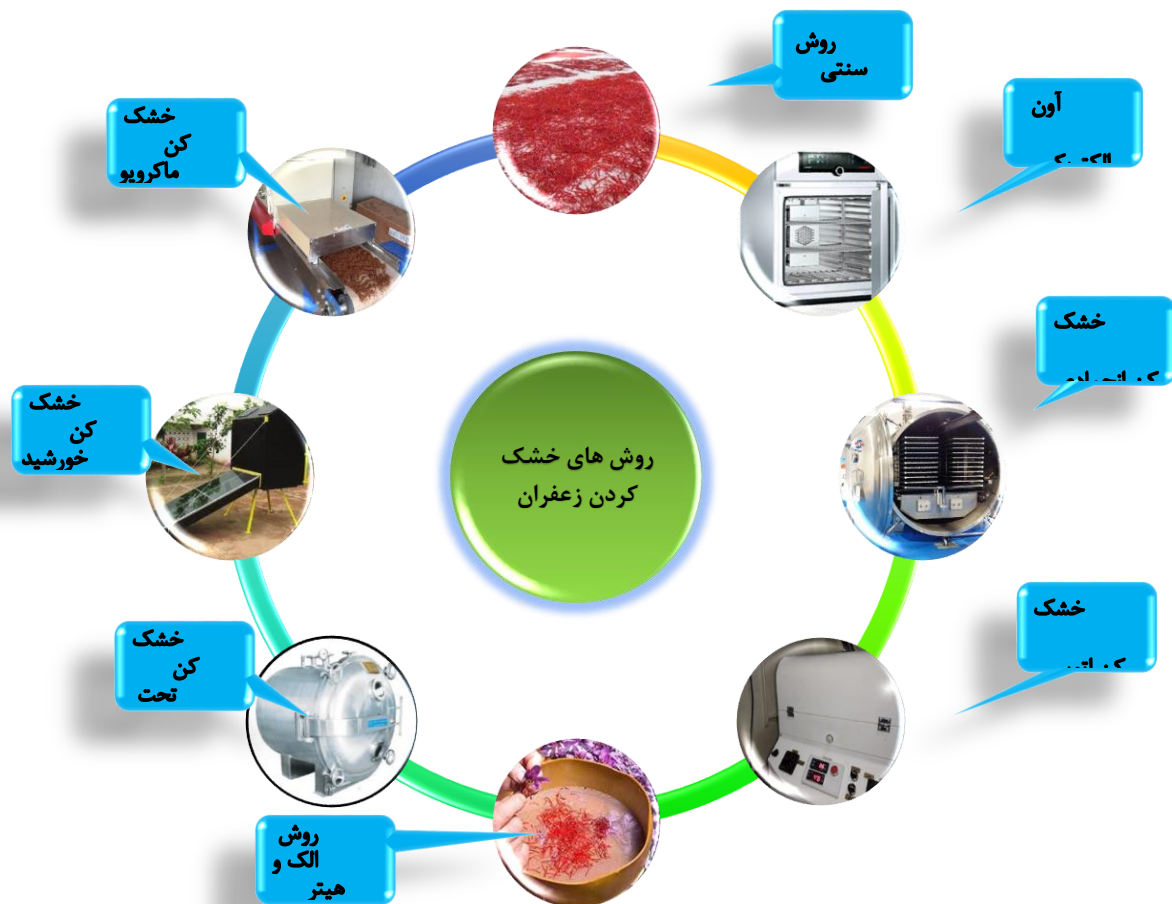 روش
سنتی
آون
خشک
خشک
روش
الک و
هیتر
خشک
کن
تحت
خشک
کن
خورشید
خشک
کن
ماکرویو
روش های خشک
کردن زعفران